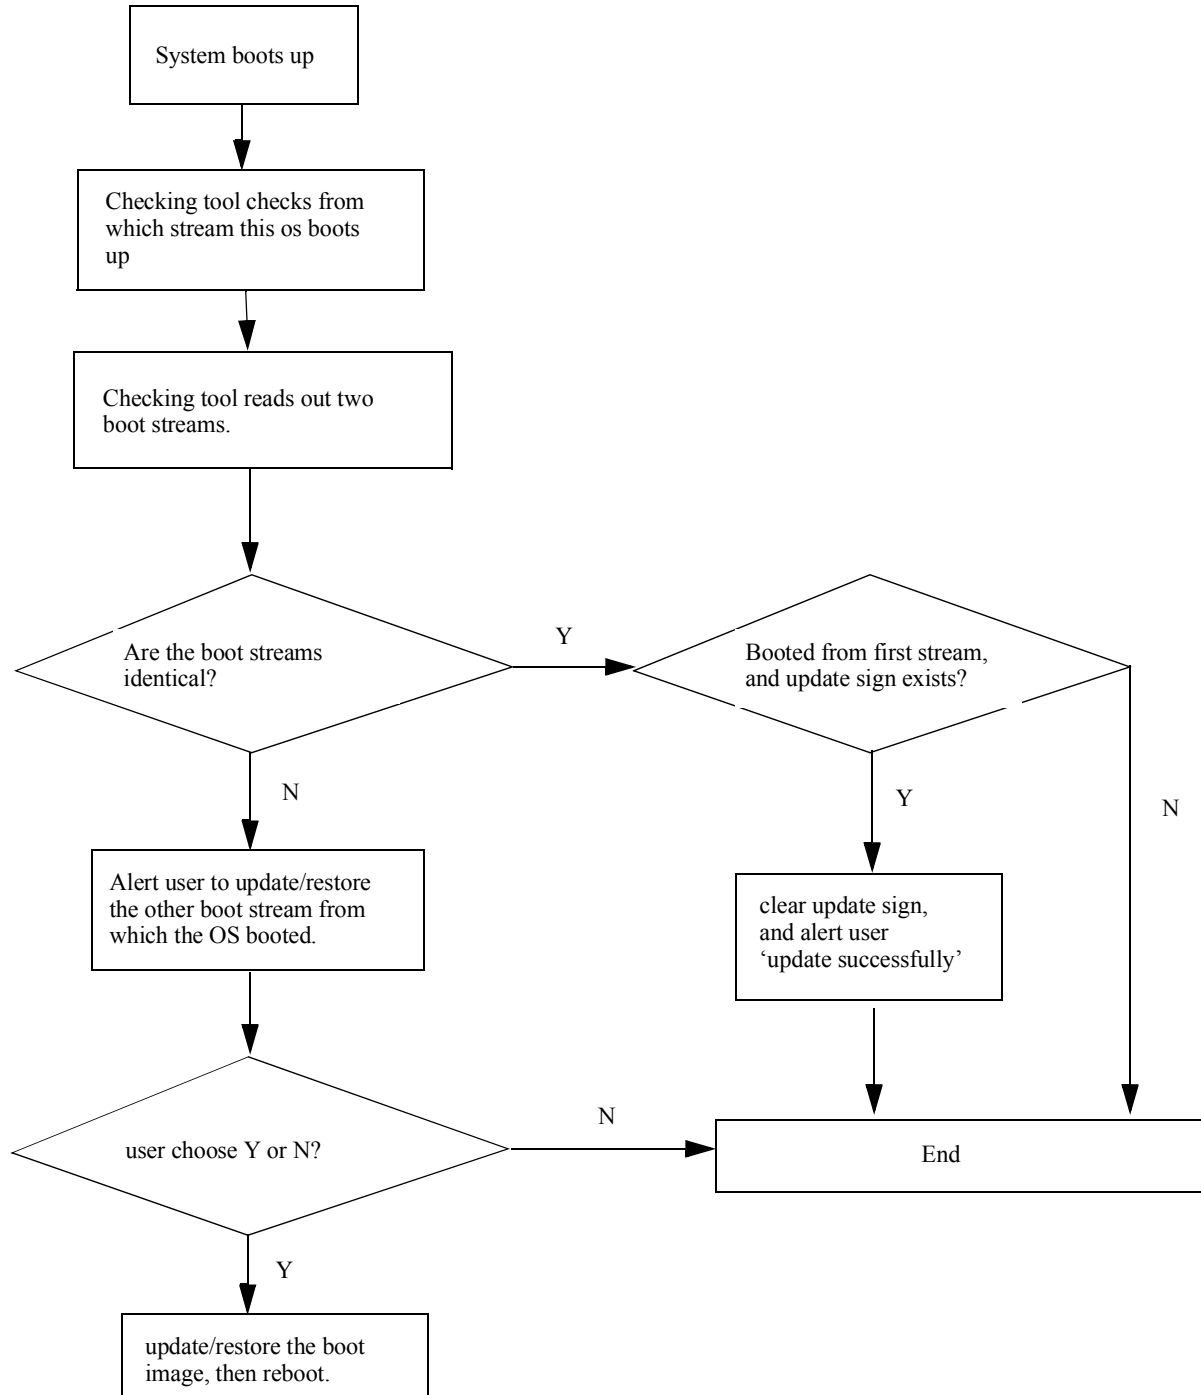 System boots up
Checking tool checks from
which stream this os boots
up
Checking tool reads out two
boot streams.
Are the boot streams
identical?
Y
Booted from first stream,
and update sign exists?
N
Y
N
Alert user to update/restore
the other boot stream from
which the OS booted.
clear update sign,
and alert user
‘update successfully’
user choose Y or N?
N
End
Y
update/restore the boot
image, then reboot.